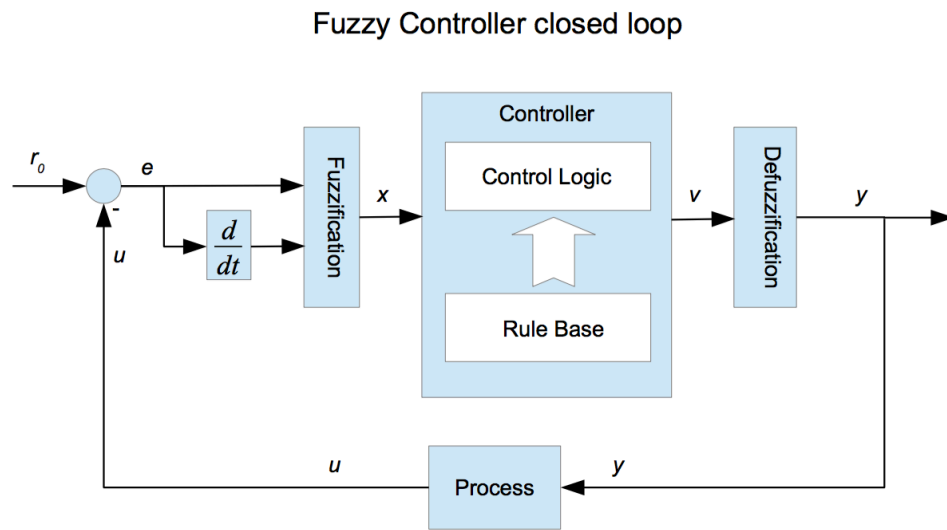 Fuzzy Controller closed loop
r₀
e
-
u
d
dt
Fuzzification
x
Controller
Control Logic
Rule Base
v
Defuzzification
y
u
Process
y